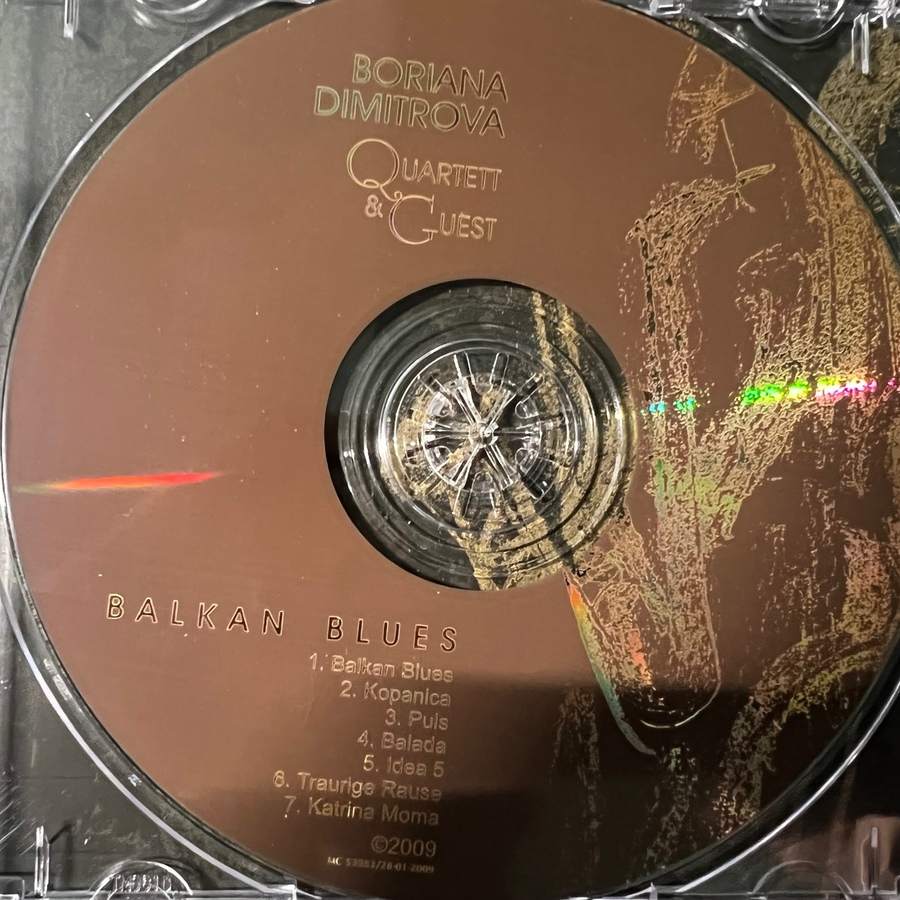 BORIANA
DIMITROVA
QUARTETT
& GUEST
BALKAN BLUES
1. Balkan Blues
2. Kopanica
3. Puls
4. Balada
5. Idea 5
6. Traurige Rause
7. Katrina Moma
©2009